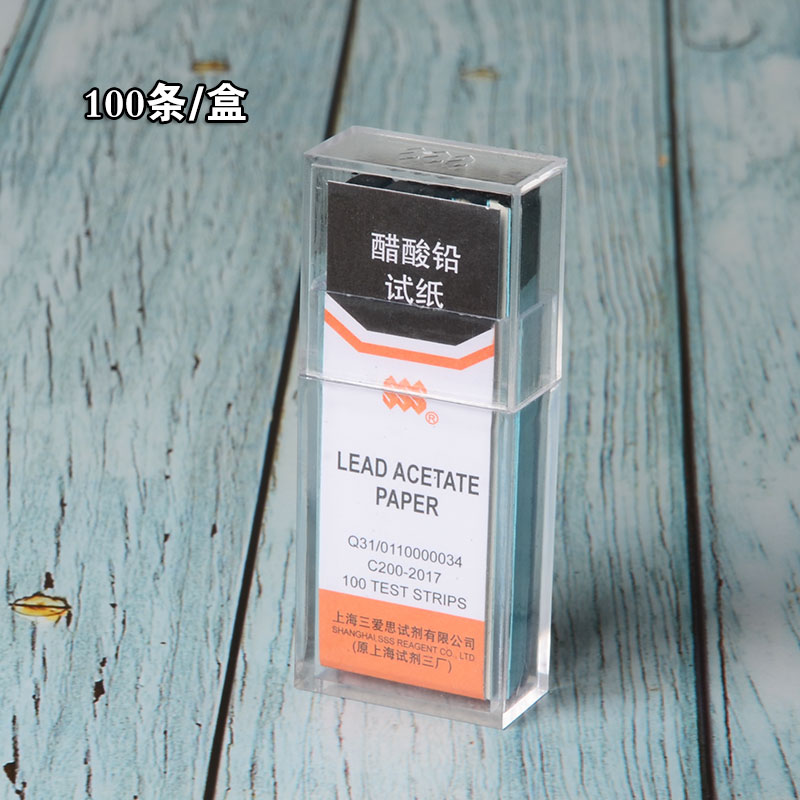 100条/盒
醋酸铅
试纸
SSS®
LEAD ACETATE
PAPER
Q31/0110000034
C200-2017
100 TEST STRIPS
上海三爱思试剂有限公司
SHANGHAI SSS REAGENT CO., LTD
(原上海试剂三厂)